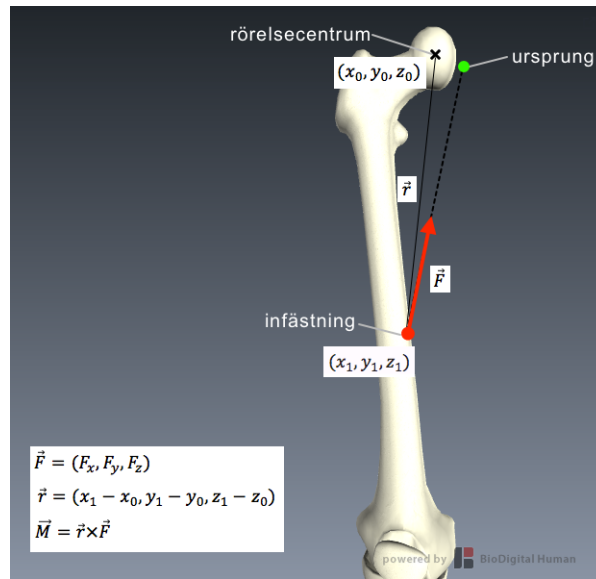 rörelsecentrum
ursprung
(x₀, y₀, z₀)
r⃗
F⃗
infästning
(x₁, y₁, z₁)
F⃗ = (Fₓ, Fᵧ, F_z)
r⃗ = (x₁ − x₀, y₁ − y₀, z₁ − z₀)
M⃗ = r⃗×F⃗
powered by BioDigital Human